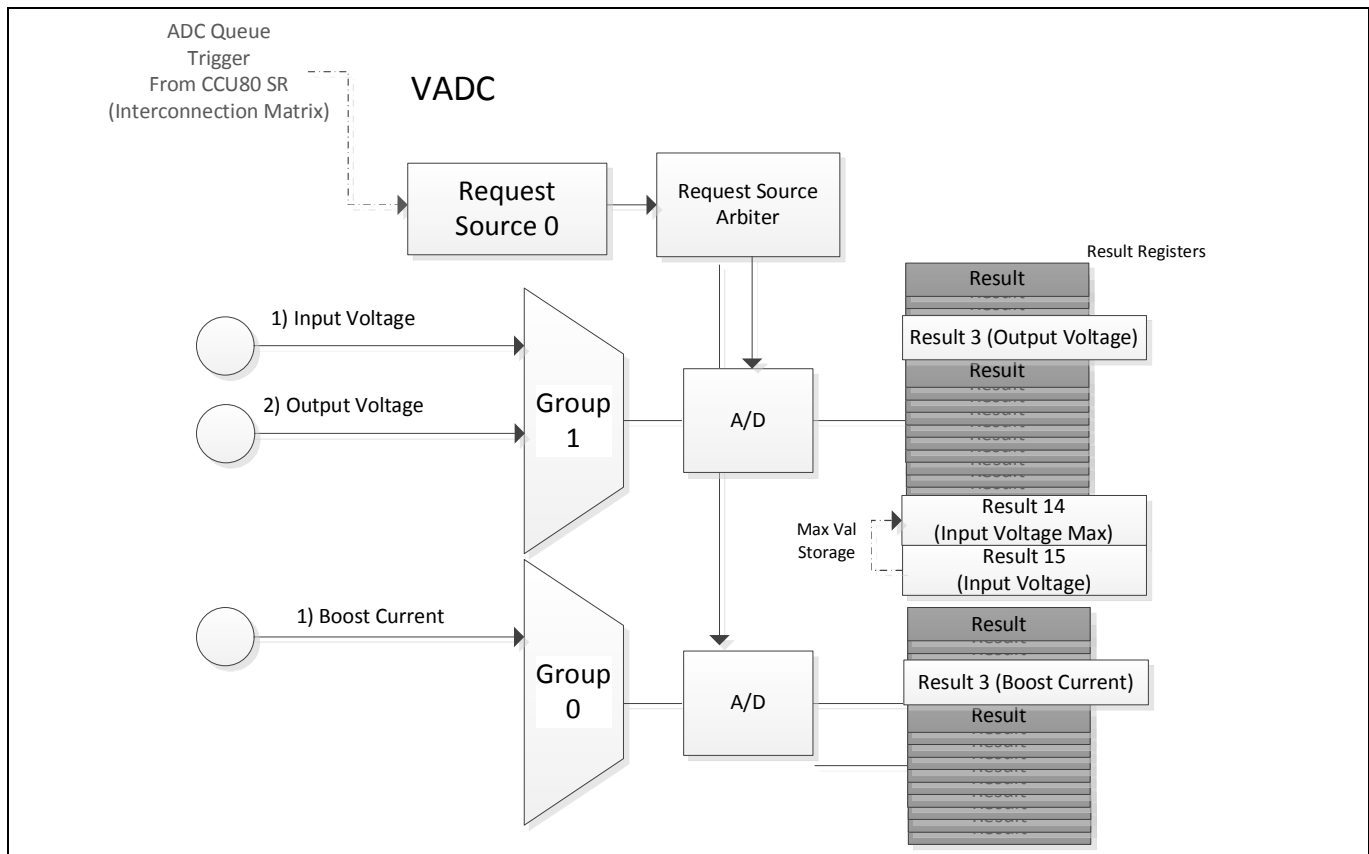 ADC Queue
Trigger
From CCU80 SR
(Interconnection Matrix)
VADC
Request
Source 0
Request Source
Arbiter
Result Registers
Result
1) Input Voltage
Result 3 (Output Voltage)
Result
2) Output Voltage
Group
1
A/D
Result 14
(Input Voltage Max)
Max Val
Storage
Result 15
(Input Voltage)
1) Boost Current
Result
Group
0
A/D
Result 3 (Boost Current)
Result